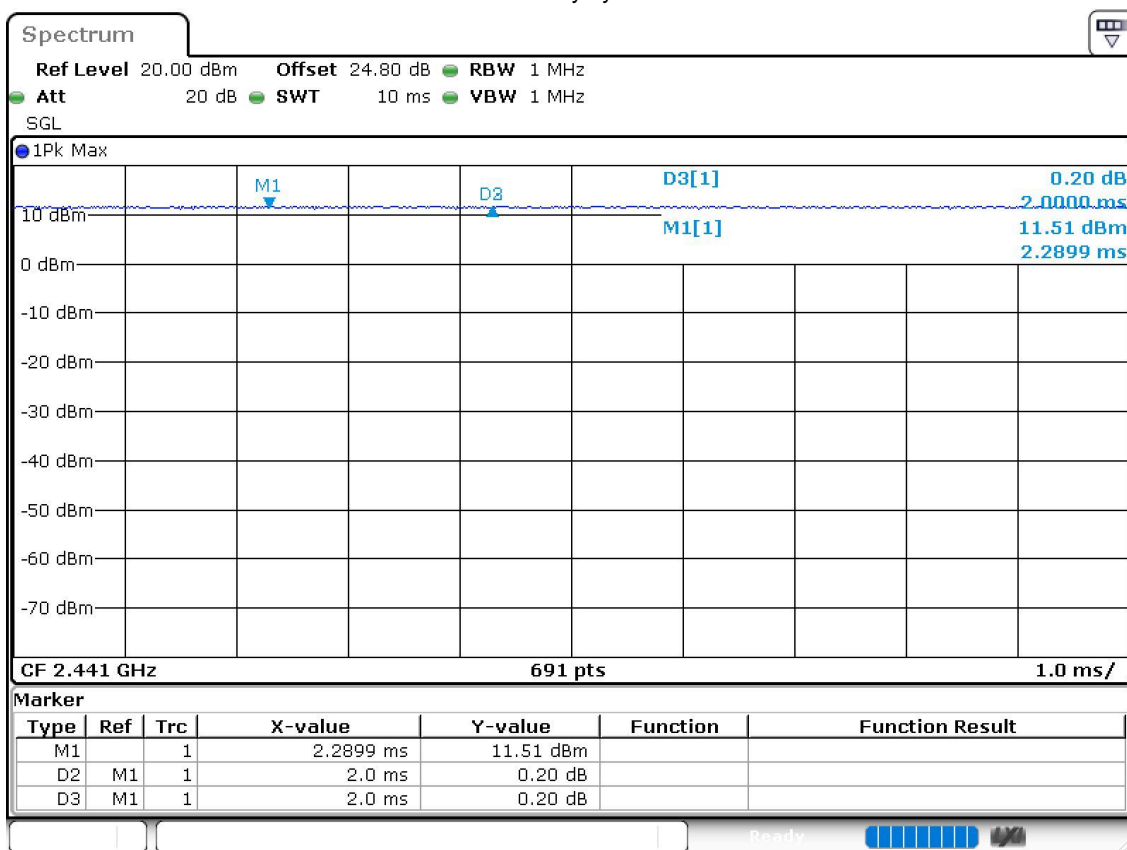 Spectrum
Ref Level 20.00 dBm Offset 24.80 dB RBW 1 MHz
Att 20 dB SWT 10 ms VBW 1 MHz
SGL
1Pk Max
M1 D3[1] 0.20 dB
2.0000 ms
10 dBm
M1[1] 11.51 dBm
2.2899 ms
0 dBm
-10 dBm
-20 dBm
-30 dBm
-40 dBm
-50 dBm
-60 dBm
-70 dBm
CF 2.441 GHz 691 pts 1.0 ms/
Marker
Type Ref Trc X-value Y-value Function Function Result
M1 1 2.2899 ms 11.51 dBm
D2 M1 1 2.0 ms 0.20 dB
D3 M1 1 2.0 ms 0.20 dB
Ready